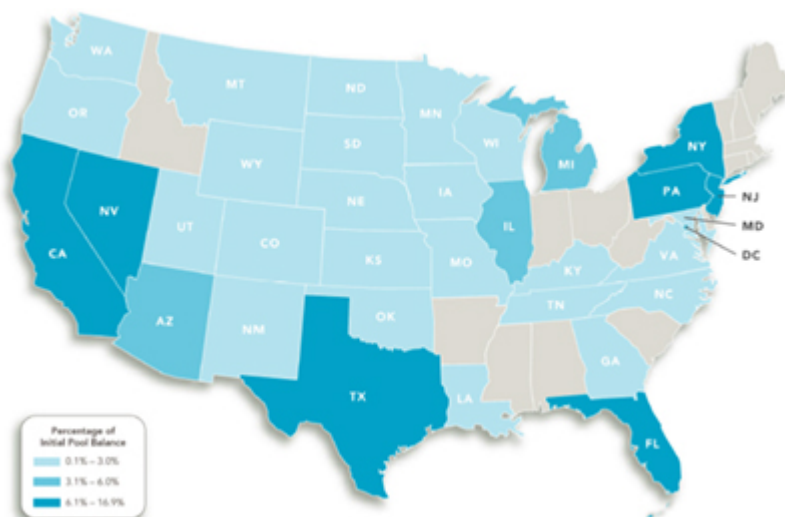 WA
MT
ND
MN
OR
WI
SD
WY
MI
NY
PA
NJ
MD
DC
NV
UT
NE
IA
IL
CO
KS
MO
CA
KY
VA
AZ
NM
OK
TN
NC
TX
LA
GA
FL
Percentage of
Initial Pool Balance
0.1% – 3.0%
3.1% – 6.0%
6.1% – 16.9%